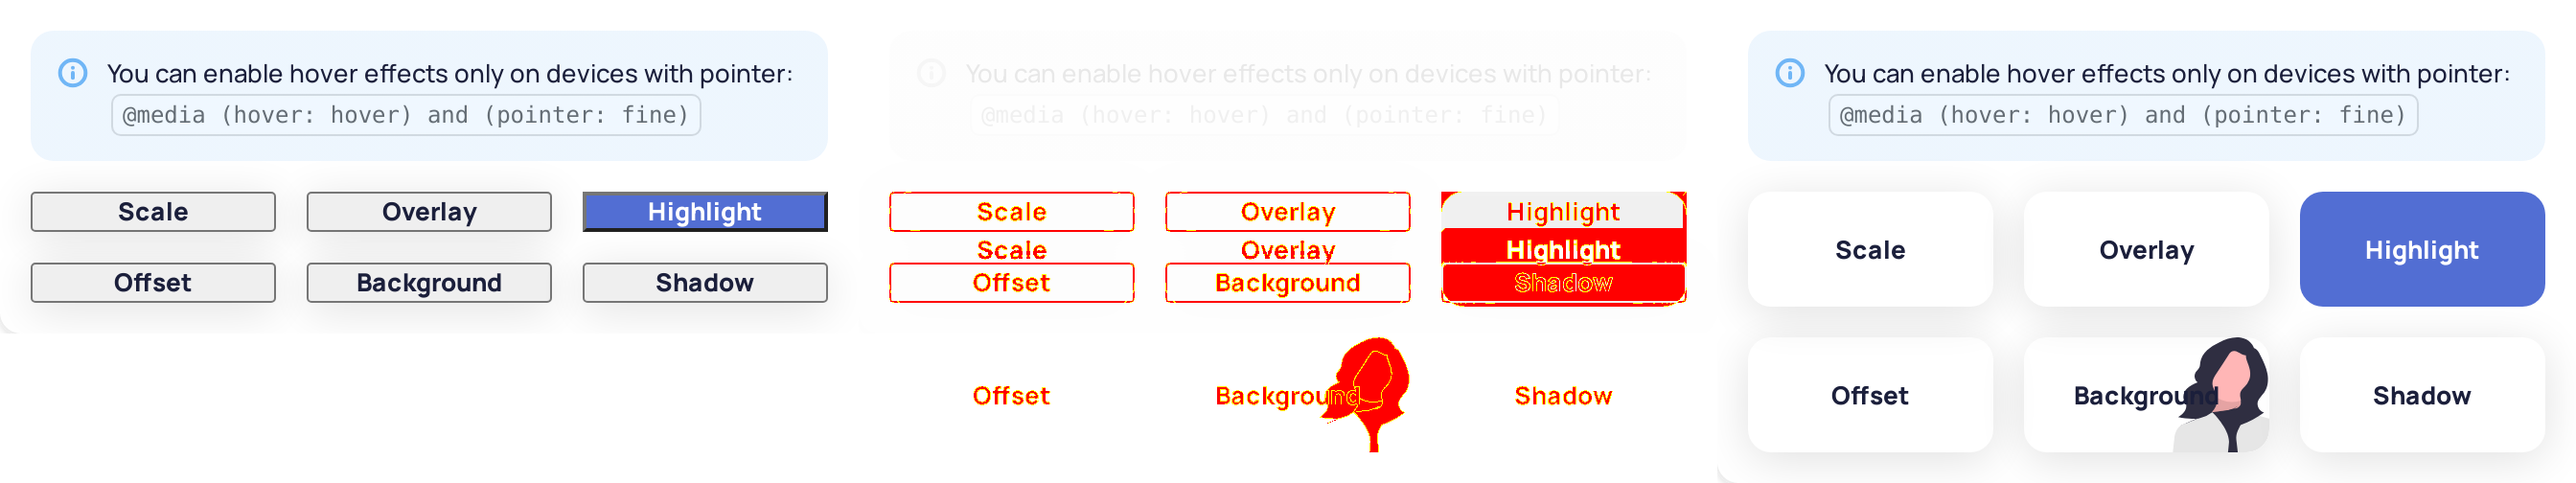 You can enable hover effects only on devices with pointer:
@media (hover: hover) and (pointer: fine)
Scale
Overlay
Highlight
Offset
Background
Shadow
You can enable hover effects only on devices with pointer:
@media (hover: hover) and (pointer: fine)
Scale
Overlay
Highlight
Scale
Overlay
Highlight
Offset
Background
Shadow
Offset
Background
Shadow
You can enable hover effects only on devices with pointer:
@media (hover: hover) and (pointer: fine)
Scale
Overlay
Highlight
Offset
Background
Shadow